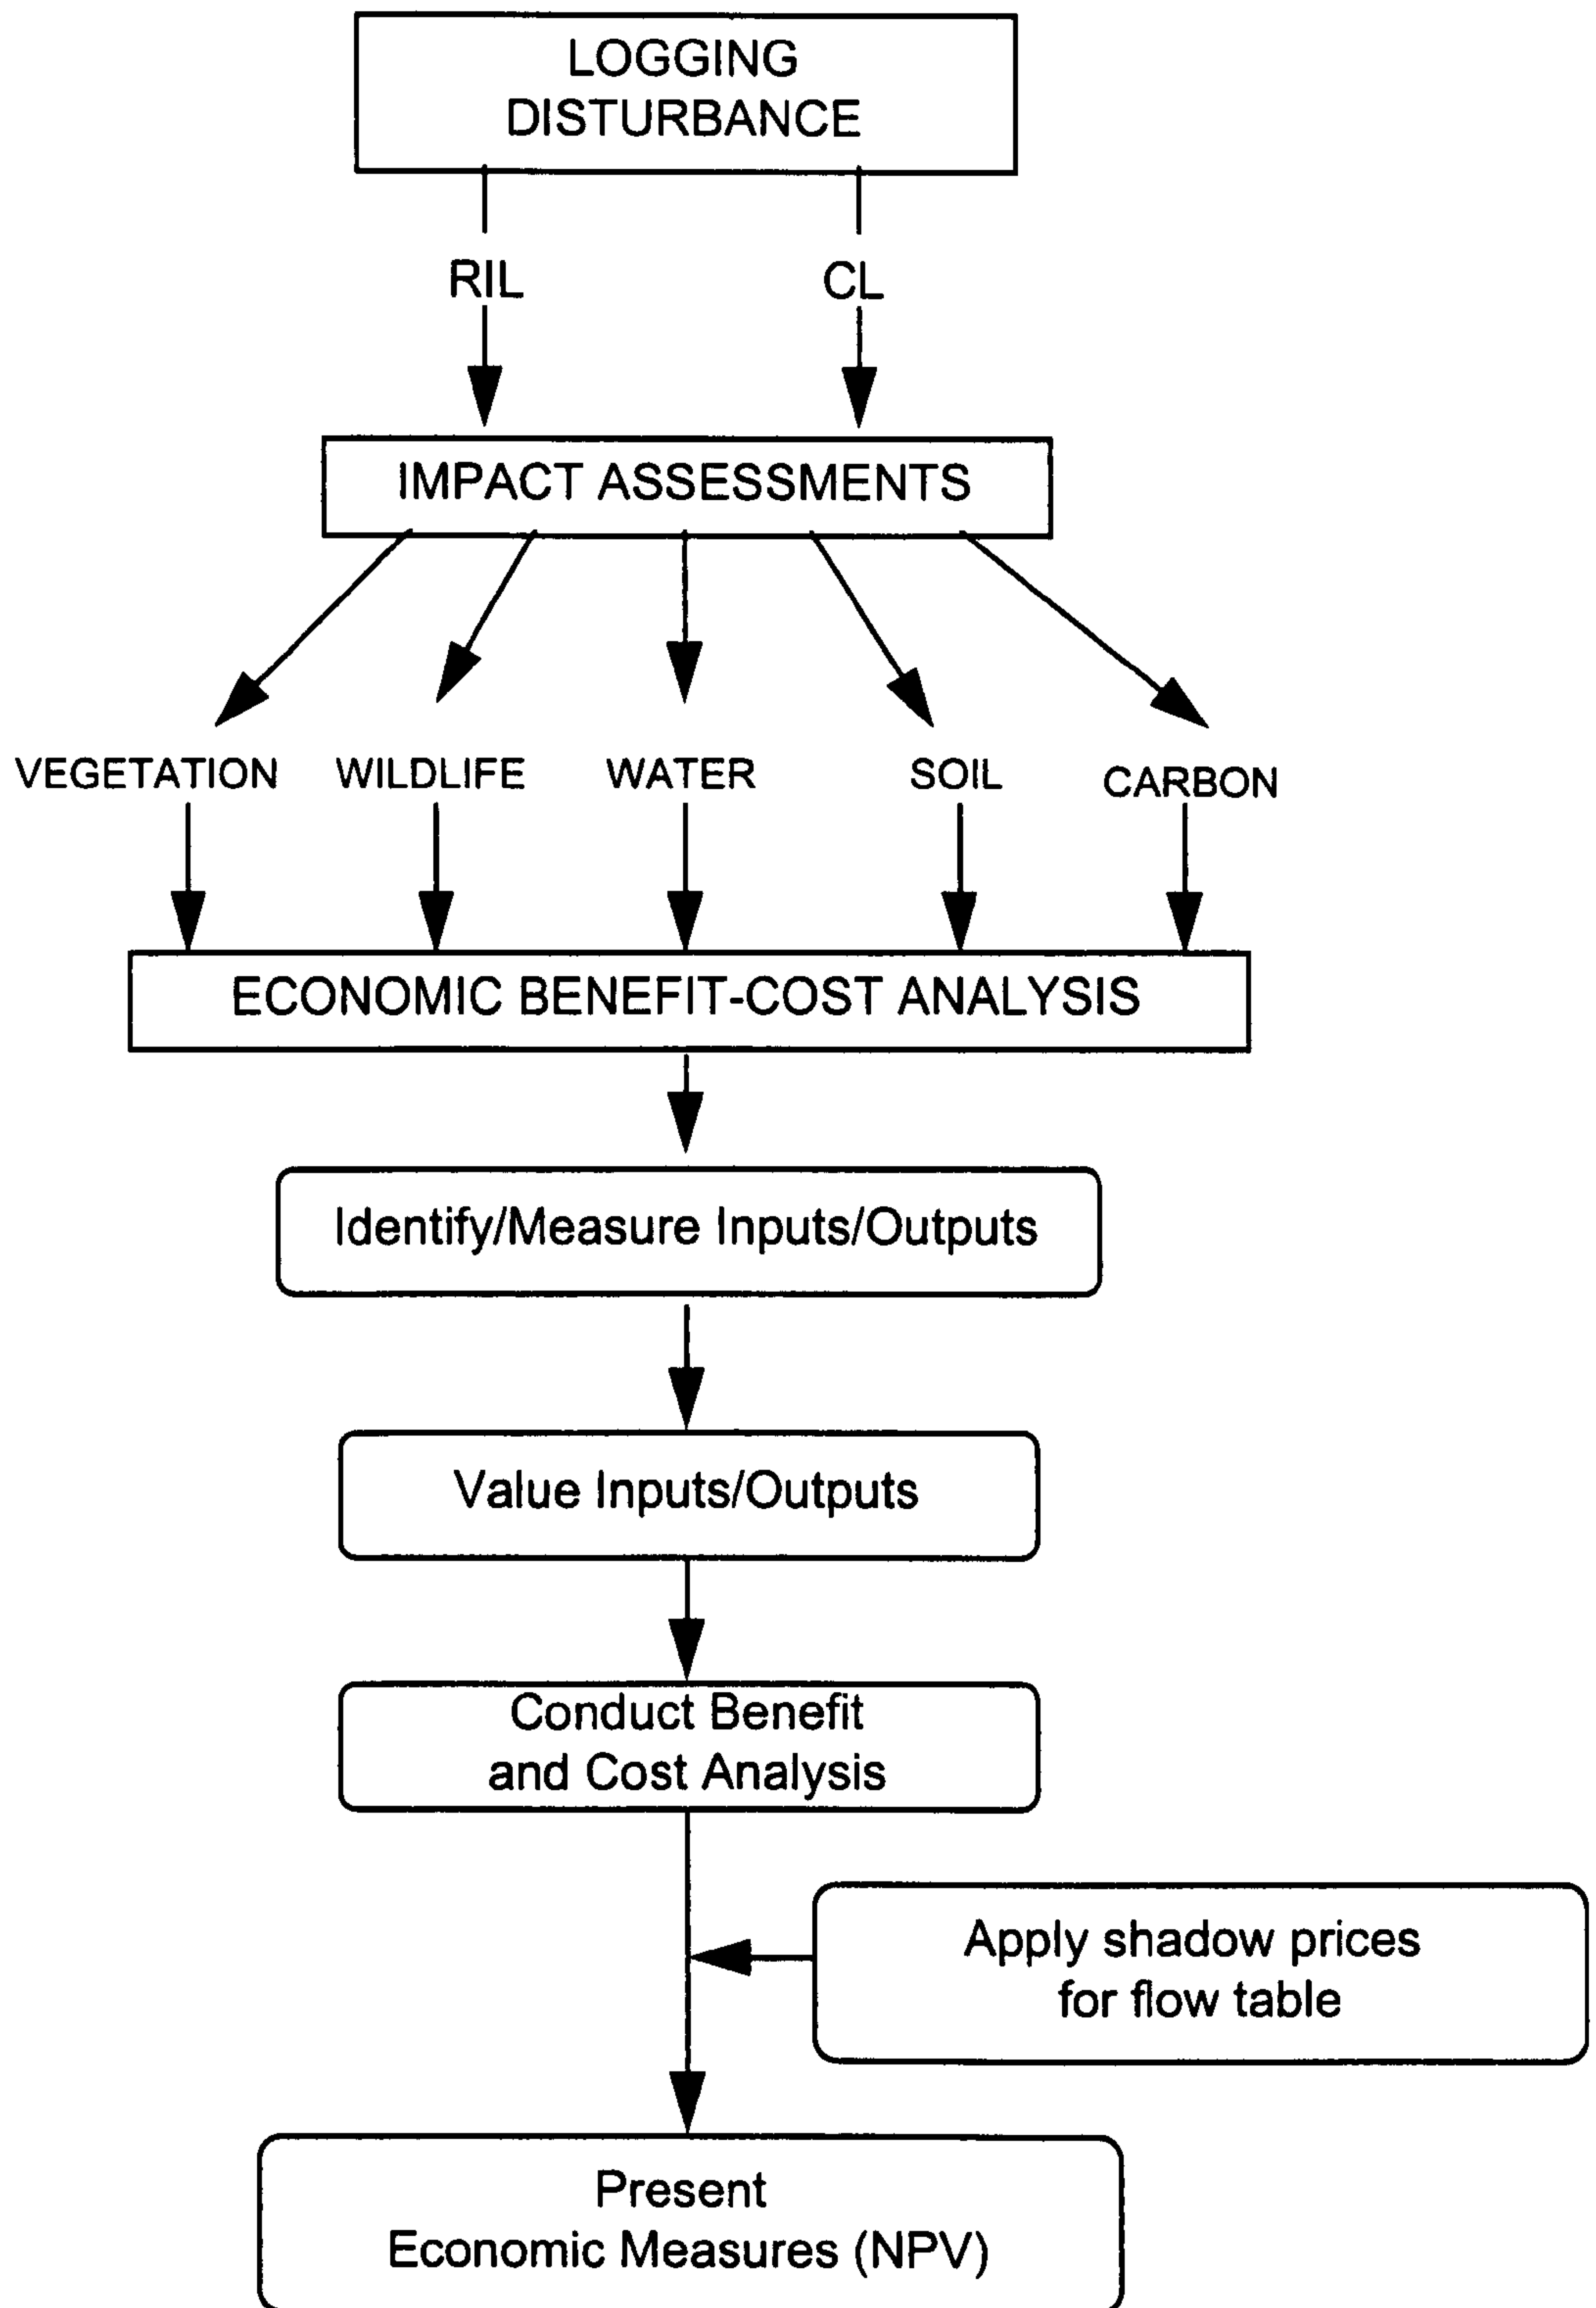 LOGGING
DISTURBANCE
RIL
CL
IMPACT ASSESSMENTS
VEGETATION
WILDLIFE
WATER
SOIL
CARBON
ECONOMIC BENEFIT-COST ANALYSIS
Identify/Measure Inputs/Outputs
Value Inputs/Outputs
Conduct Benefit
and Cost Analysis
Apply shadow prices
for flow table
Present
Economic Measures (NPV)